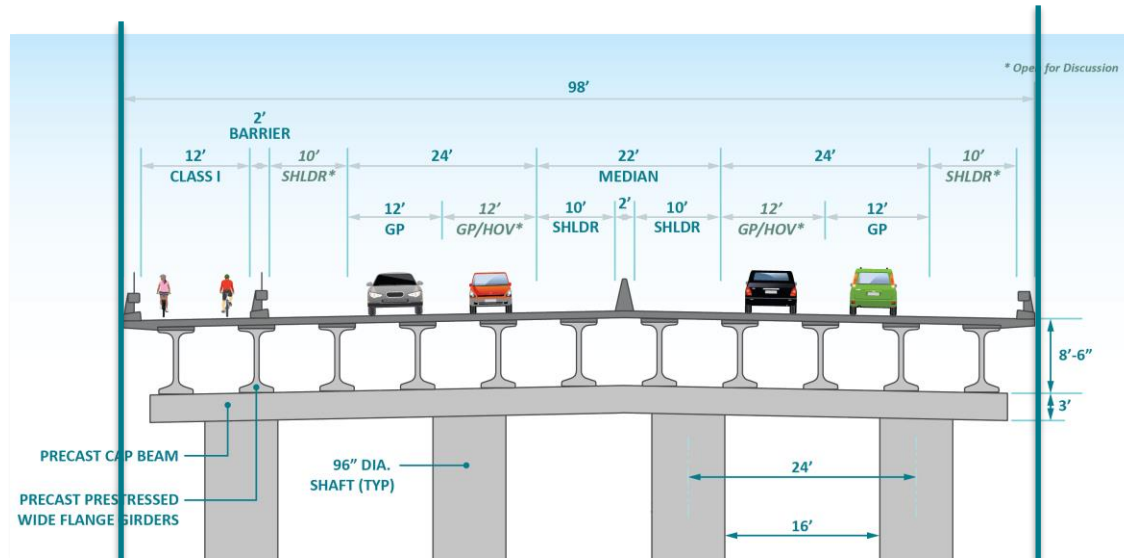 * Open for Discussion
98’
2’
BARRIER
12’
CLASS I
10’
SHLDR*
24’
22’
MEDIAN
24’
10’
SHLDR*
12’
GP
12’
GP/HOV*
10’
SHLDR
2’
10’
SHLDR
12’
GP/HOV*
12’
GP
8’-6”
3’
PRECAST CAP BEAM
96” DIA.
SHAFT (TYP)
24’
PRECAST PRESTRESSED
WIDE FLANGE GIRDERS
16’